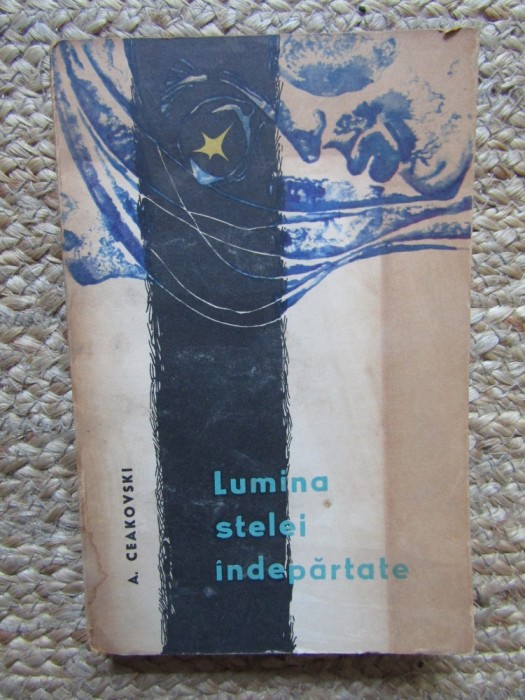 A. CEAKOVSKI
Lumina
stelei
îndepărtate